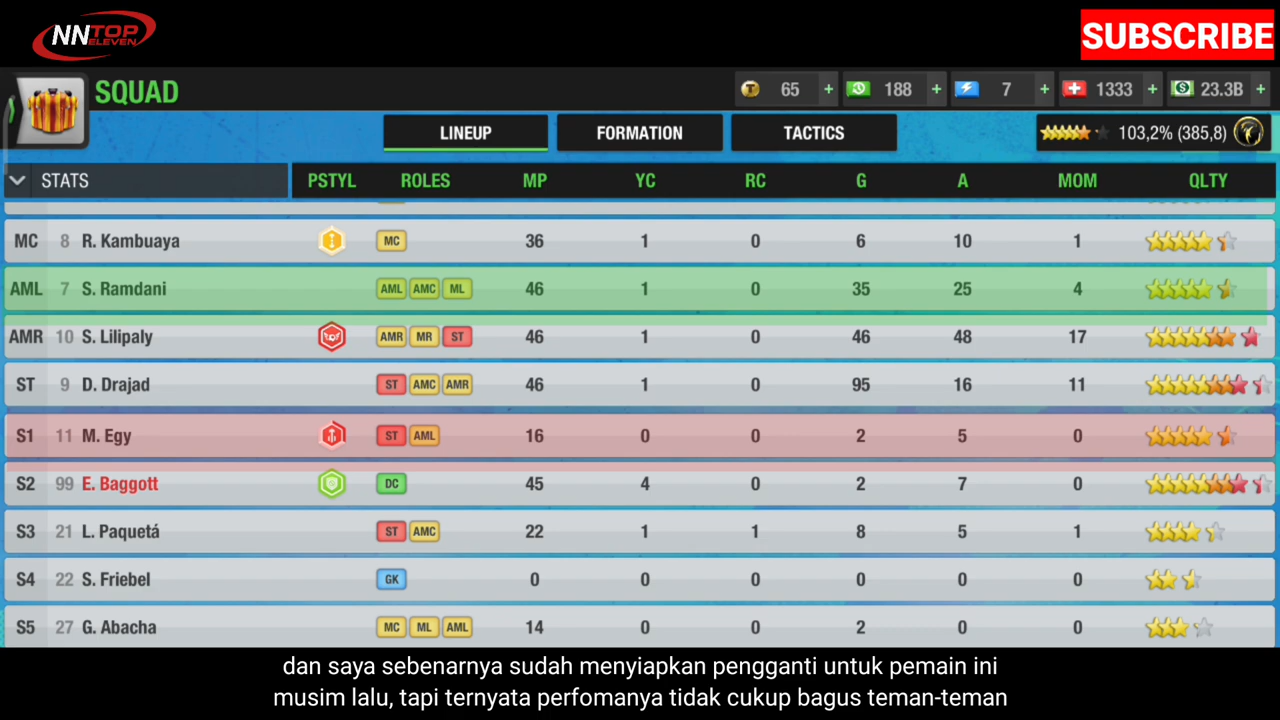 NNTOP
ELEVEN
SUBSCRIBE
SQUAD
65 + 188 + 7 + 1333 + 23.3B +
LINEUP FORMATION TACTICS 103,2% (385,8)
STATS PSTYL ROLES MP YC RC G A MOM QLTY
MC 8 R. Kambuaya MC 36 1 0 6 10 1
AML 7 S. Ramdani AML AMC ML 46 1 0 35 25 4
AMR 10 S. Lilipaly AMR MR ST 46 1 0 46 48 17
ST 9 D. Drajad ST AMC AMR 46 1 0 95 16 11
S1 11 M. Egy ST AML 16 0 0 2 5 0
S2 99 E. Baggott DC 45 4 0 2 7 0
S3 21 L. Paquetá ST AMC 22 1 1 8 5 1
S4 22 S. Friebel GK 0 0 0 0 0 0
S5 27 G. Abacha MC ML AML 14 0 0 2 0 0
dan saya sebenarnya sudah menyiapkan pengganti untuk pemain ini
musim lalu, tapi ternyata perfomanya tidak cukup bagus teman-teman